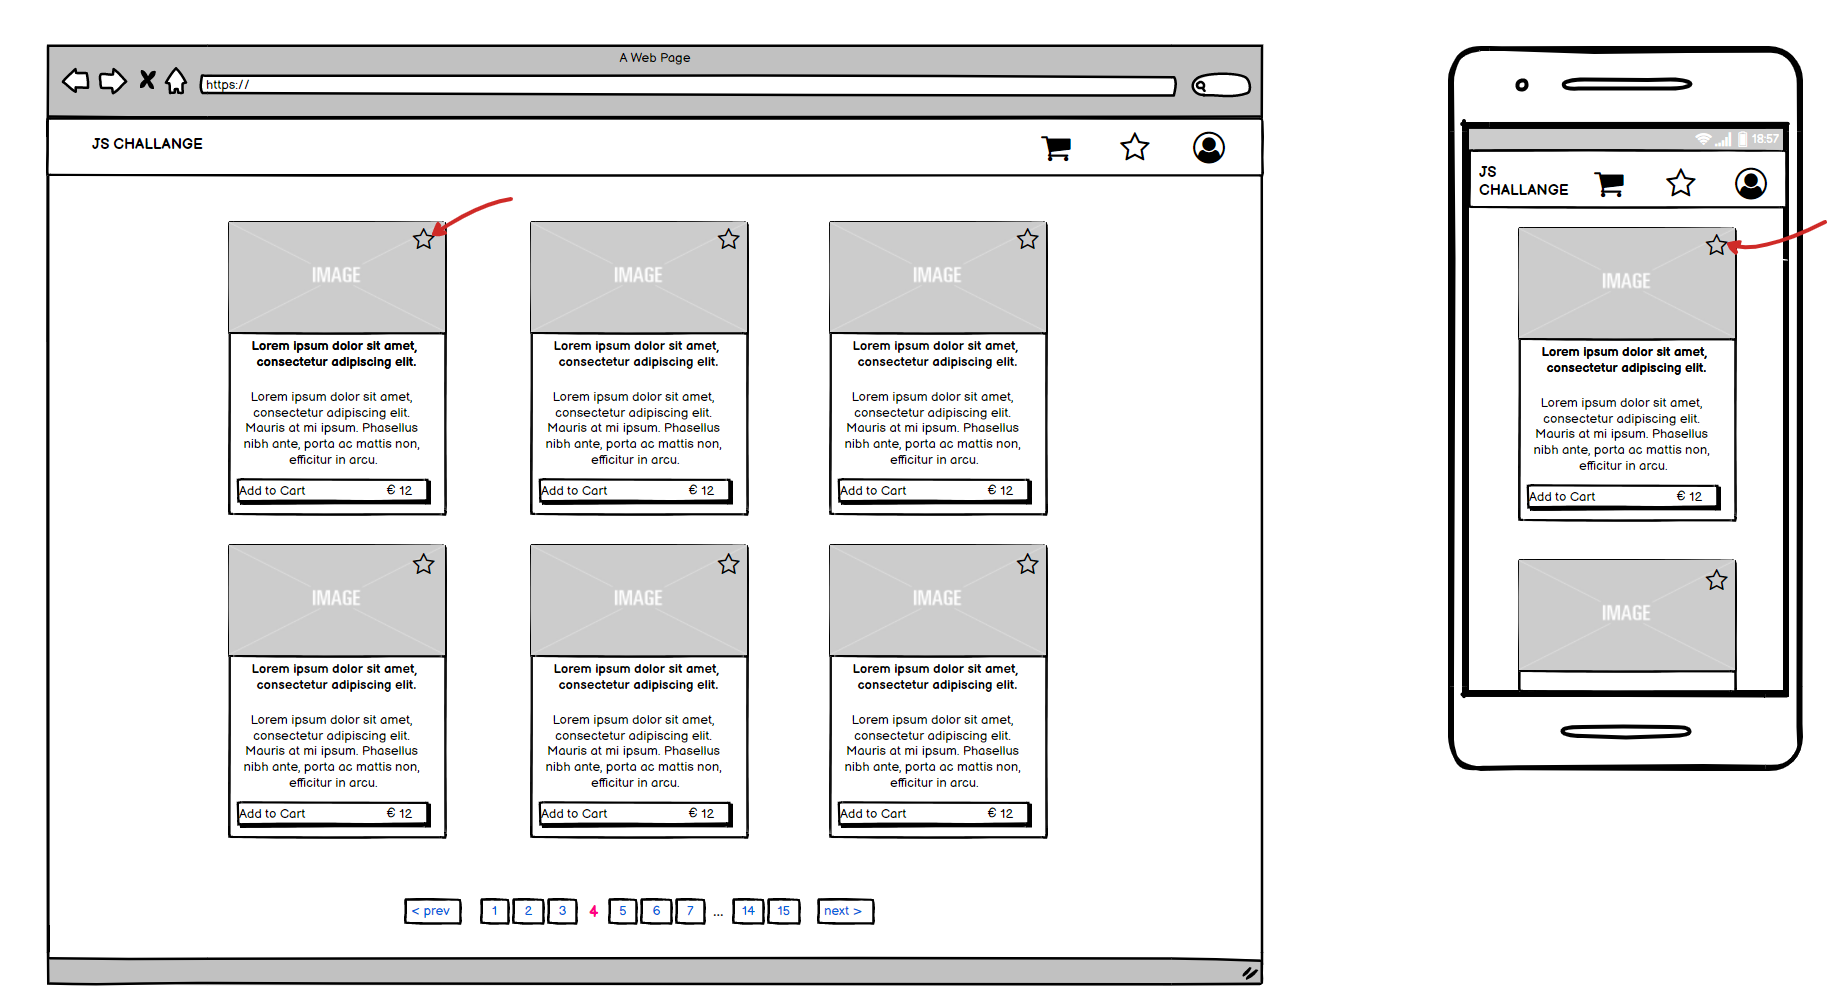 A Web Page
https://
JS CHALLANGE
IMAGE
IMAGE
IMAGE
Lorem ipsum dolor sit amet,
consectetur adipiscing elit.
Lorem ipsum dolor sit amet,
consectetur adipiscing elit.
Mauris at mi ipsum. Phasellus
nibh ante, porta ac mattis non,
efficitur in arcu.
Add to Cart € 12
Lorem ipsum dolor sit amet,
consectetur adipiscing elit.
Lorem ipsum dolor sit amet,
consectetur adipiscing elit.
Mauris at mi ipsum. Phasellus
nibh ante, porta ac mattis non,
efficitur in arcu.
Add to Cart € 12
Lorem ipsum dolor sit amet,
consectetur adipiscing elit.
Lorem ipsum dolor sit amet,
consectetur adipiscing elit.
Mauris at mi ipsum. Phasellus
nibh ante, porta ac mattis non,
efficitur in arcu.
Add to Cart € 12
IMAGE
IMAGE
IMAGE
Lorem ipsum dolor sit amet,
consectetur adipiscing elit.
Lorem ipsum dolor sit amet,
consectetur adipiscing elit.
Mauris at mi ipsum. Phasellus
nibh ante, porta ac mattis non,
efficitur in arcu.
Add to Cart € 12
Lorem ipsum dolor sit amet,
consectetur adipiscing elit.
Lorem ipsum dolor sit amet,
consectetur adipiscing elit.
Mauris at mi ipsum. Phasellus
nibh ante, porta ac mattis non,
efficitur in arcu.
Add to Cart € 12
Lorem ipsum dolor sit amet,
consectetur adipiscing elit.
Lorem ipsum dolor sit amet,
consectetur adipiscing elit.
Mauris at mi ipsum. Phasellus
nibh ante, porta ac mattis non,
efficitur in arcu.
Add to Cart € 12
< prev 1 2 3 4 5 6 7 ... 14 15 next >
18:57
JS
CHALLANGE
IMAGE
Lorem ipsum dolor sit amet,
consectetur adipiscing elit.
Lorem ipsum dolor sit amet,
consectetur adipiscing elit.
Mauris at mi ipsum. Phasellus
nibh ante, porta ac mattis non,
efficitur in arcu.
Add to Cart € 12
IMAGE